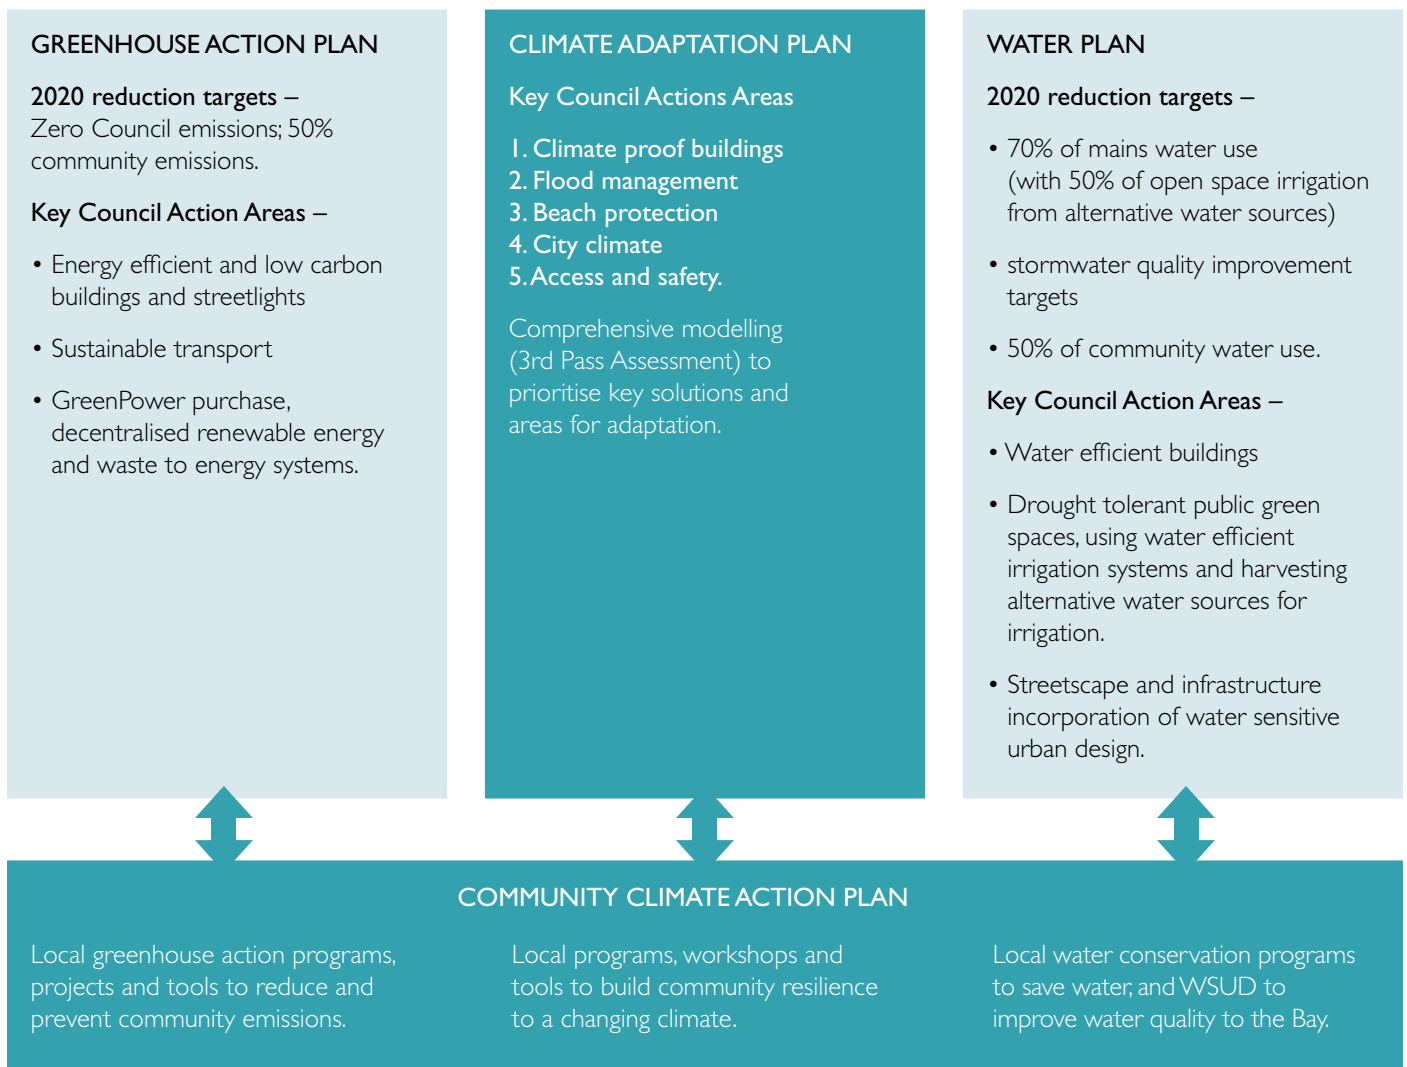 GREENHOUSE ACTION PLAN
2020 reduction targets –
Zero Council emissions; 50%
community emissions.
Key Council Action Areas –
• Energy efficient and low carbon
buildings and streetlights
• Sustainable transport
• GreenPower purchase,
decentralised renewable energy
and waste to energy systems.
CLIMATE ADAPTATION PLAN
Key Council Actions Areas
1. Climate proof buildings
2. Flood management
3. Beach protection
4. City climate
5. Access and safety.
Comprehensive modelling
(3rd Pass Assessment) to
prioritise key solutions and
areas for adaptation.
WATER PLAN
2020 reduction targets –
• 70% of mains water use
(with 50% of open space irrigation
from alternative water sources)
• stormwater quality improvement
targets
• 50% of community water use.
Key Council Action Areas –
• Water efficient buildings
• Drought tolerant public green
spaces, using water efficient
irrigation systems and harvesting
alternative water sources for
irrigation.
• Streetscape and infrastructure
incorporation of water sensitive
urban design.
COMMUNITY CLIMATE ACTION PLAN
Local greenhouse action programs,
projects and tools to reduce and
prevent community emissions.
Local programs, workshops and
tools to build community resilience
to a changing climate.
Local water conservation programs
to save water, and WSUD to
improve water quality to the Bay.